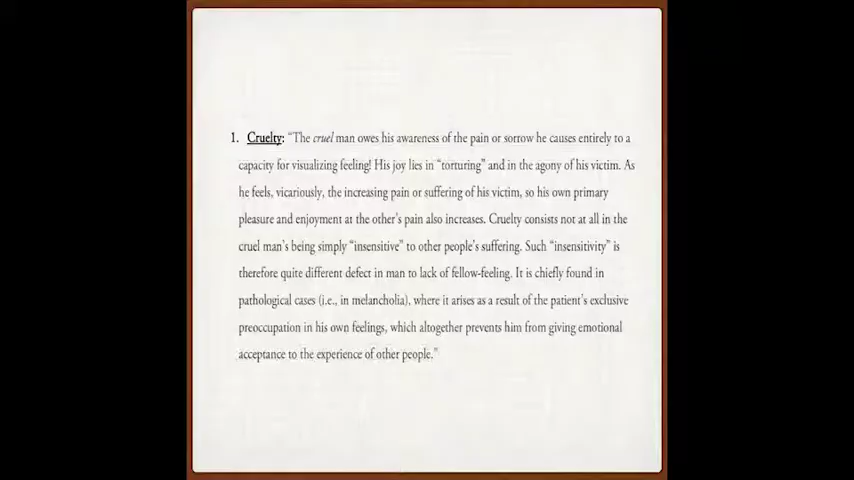 1. Cruelty: “The cruel man owes his awareness of the pain or sorrow he causes entirely to a
capacity for visualizing feeling! His joy lies in “torturing” and in the agony of his victim. As
he feels, vicariously, the increasing pain or suffering of his victim, so his own primary
pleasure and enjoyment at the other’s pain also increases. Cruelty consists not at all in the
cruel man’s being simply “insensitive” to other people’s suffering. Such “insensitivity” is
therefore quite different defect in man to lack of fellow-feeling. It is chiefly found in
pathological cases (i.e., in melancholia), where it arises as a result of the patient’s exclusive
preoccupation in his own feelings, which altogether prevents him from giving emotional
acceptance to the experience of other people.”